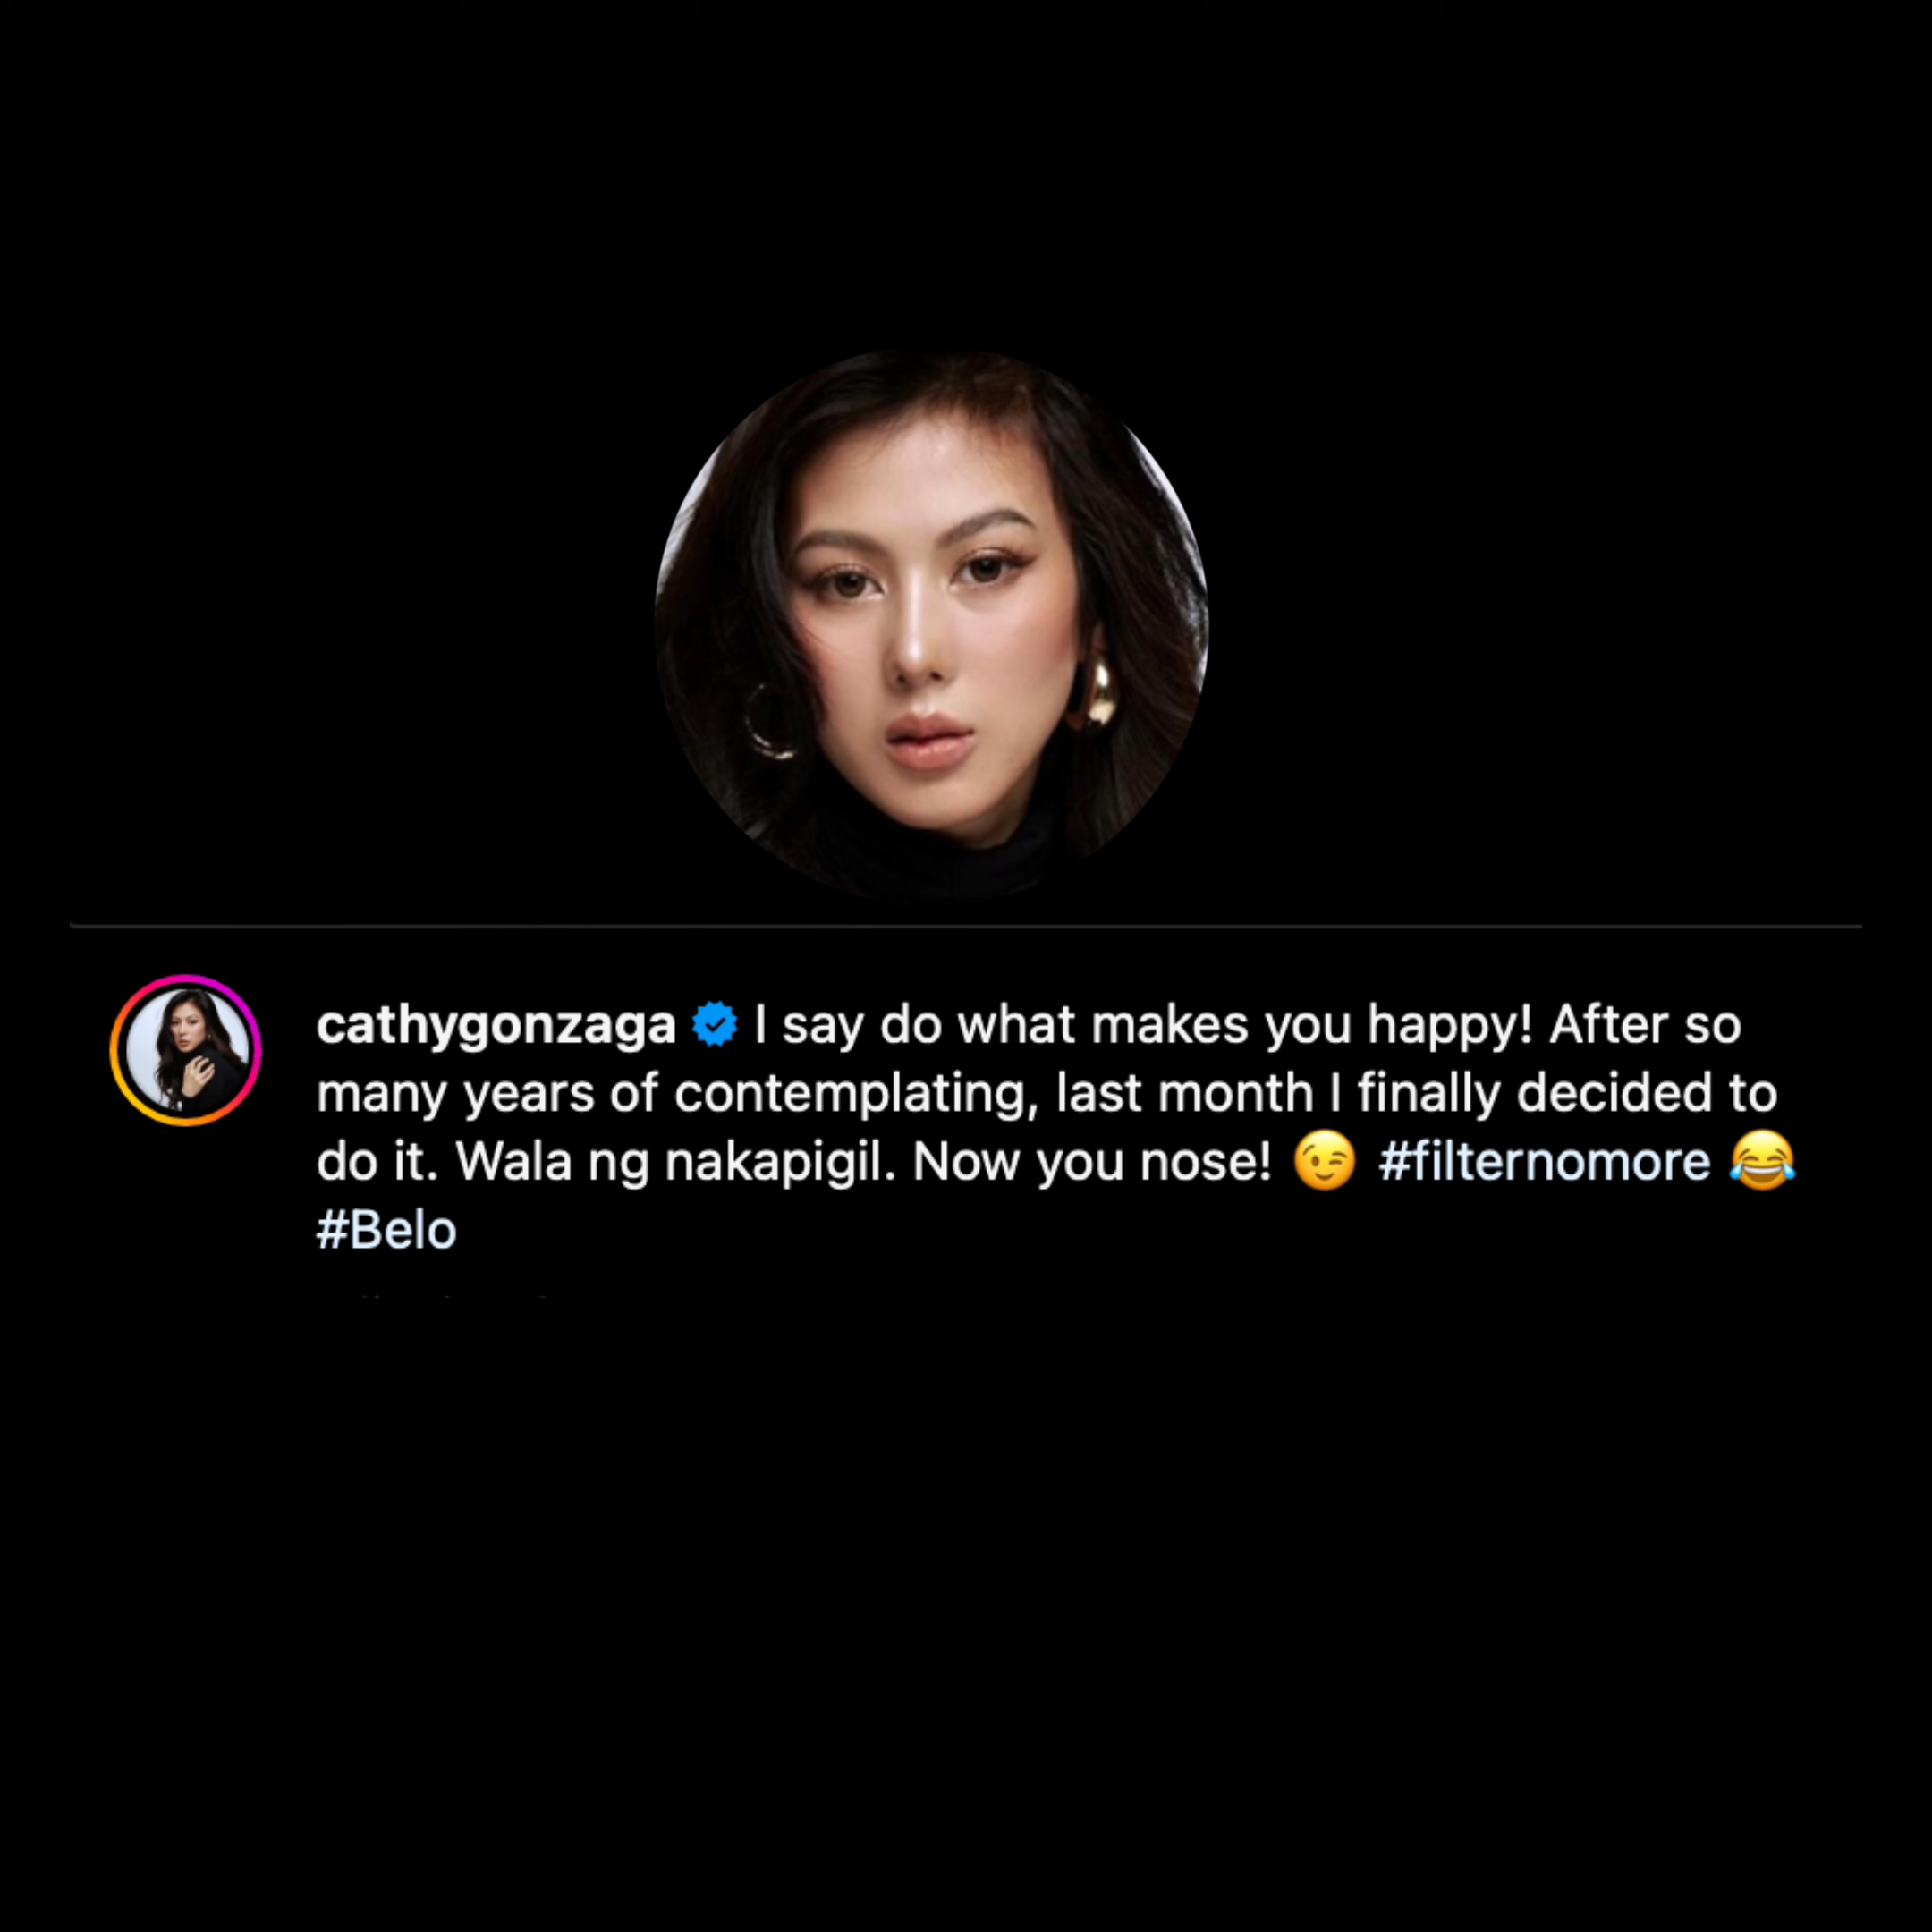 cathygonzaga I say do what makes you happy! After so
many years of contemplating, last month I finally decided to
do it. Wala ng nakapigil. Now you nose! 😉 #filternomore 😂
#Belo